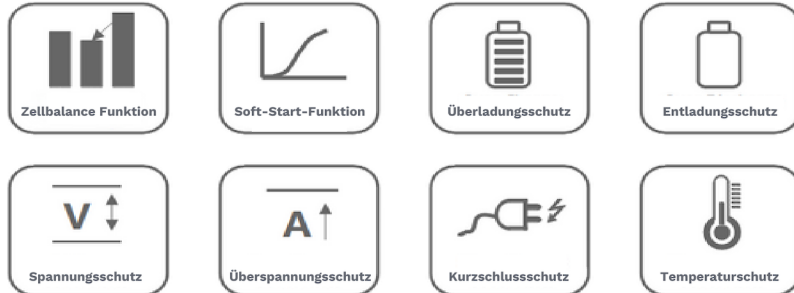 Zellbalance Funktion
Soft-Start-Funktion
Überladungsschutz
Entladungsschutz
V
A
Spannungsschutz
Überspannungsschutz
Kurzschlussschutz
Temperaturschutz